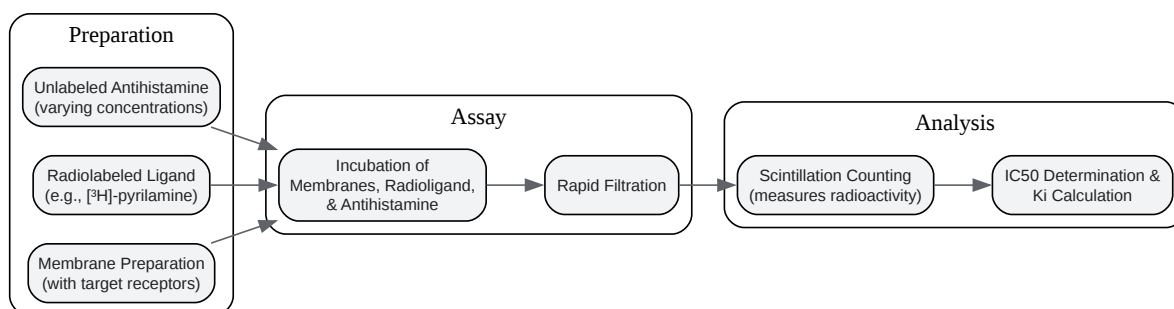 Preparation
Unlabeled Antihistamine
(varying concentrations)
Radiolabeled Ligand
(e.g., [³H]-pyrilamine)
Membrane Preparation
(with target receptors)
Assay
Incubation of
Membranes, Radioligand,
& Antihistamine
Rapid Filtration
Analysis
Scintillation Counting
(measures radioactivity)
IC50 Determination &
Ki Calculation